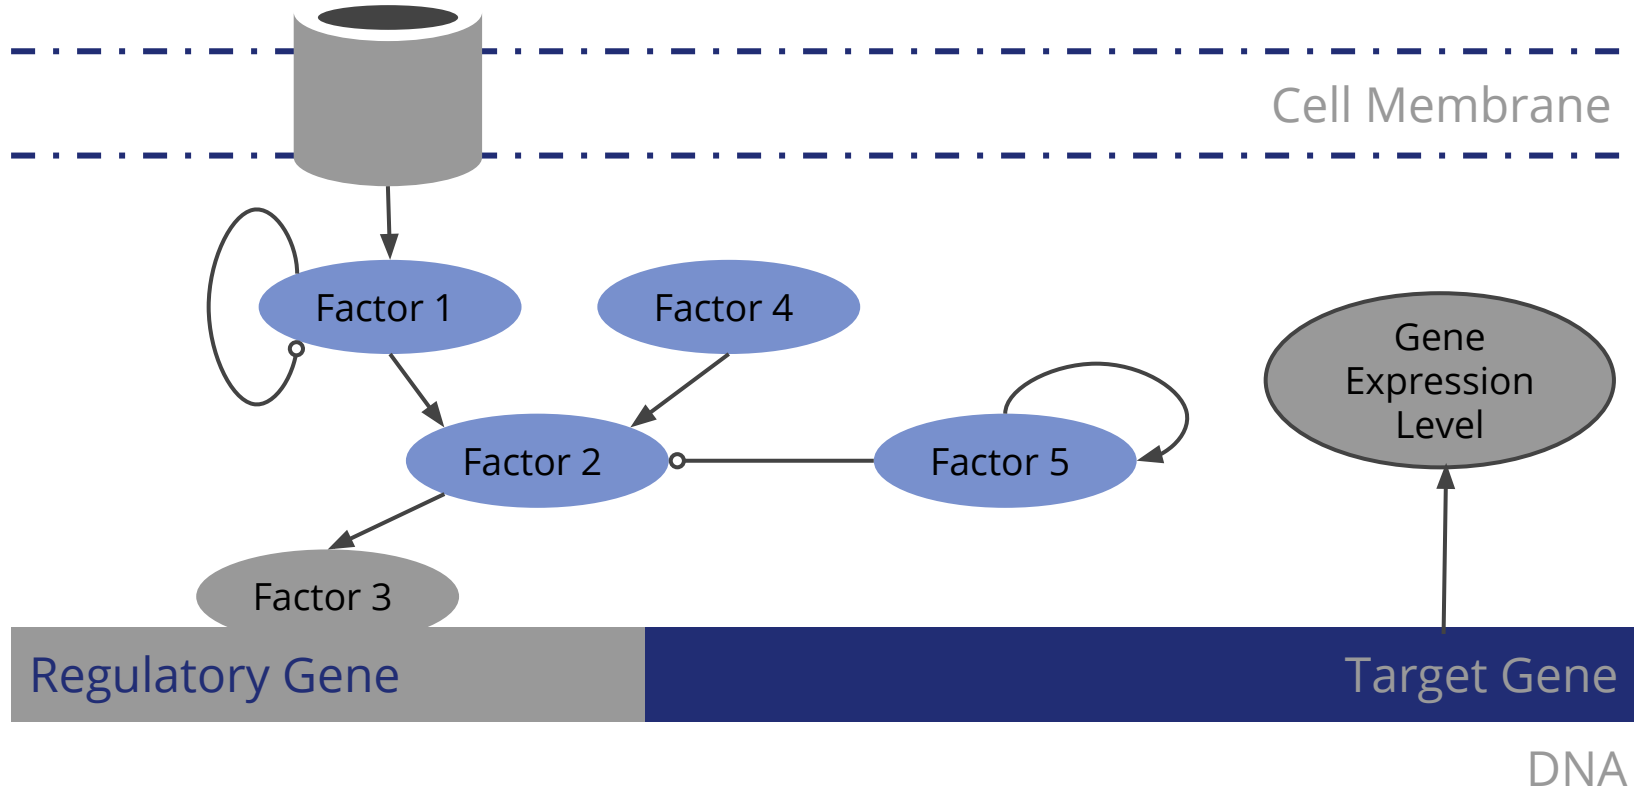 Cell Membrane
Factor 1
Factor 4
Gene
Expression
Level
Factor 2
Factor 5
Factor 3
Regulatory Gene
Target Gene
DNA